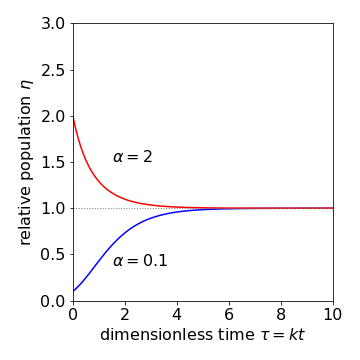 3.0
2.5
2.0
1.5
1.0
0.5
0.0
relative population η
α = 2
α = 0.1
0 2 4 6 8 10
dimensionless time τ = kt